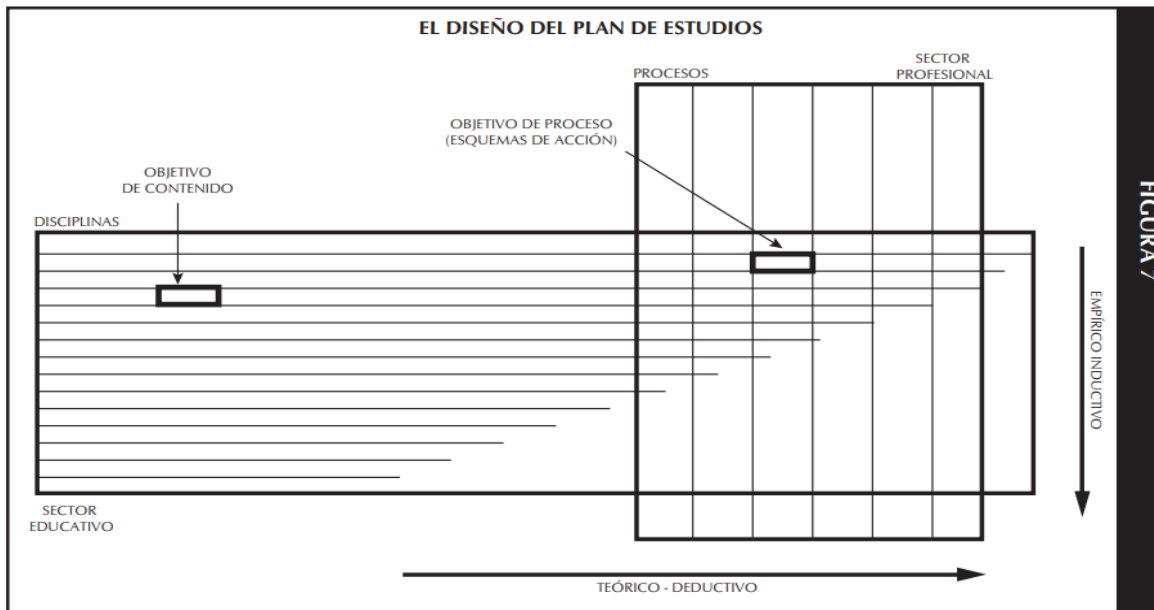 EL DISEÑO DEL PLAN DE ESTUDIOS
SECTOR
PROFESIONAL
PROCESOS
OBJETIVO DE PROCESO
(ESQUEMAS DE ACCIÓN)
OBJETIVO
DE CONTENIDO
DISCIPLINAS
FIGURA 7
EMPÍRICO INDUCTIVO
SECTOR
EDUCATIVO
TEÓRICO - DEDUCTIVO